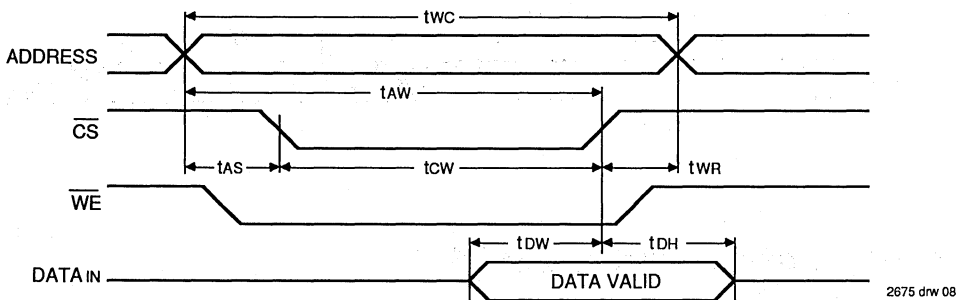 tWC
ADDRESS
tAW
CS
tAS
tCW
tWR
WE
tDW
tDH
DATA IN
DATA VALID
2675 drw 08